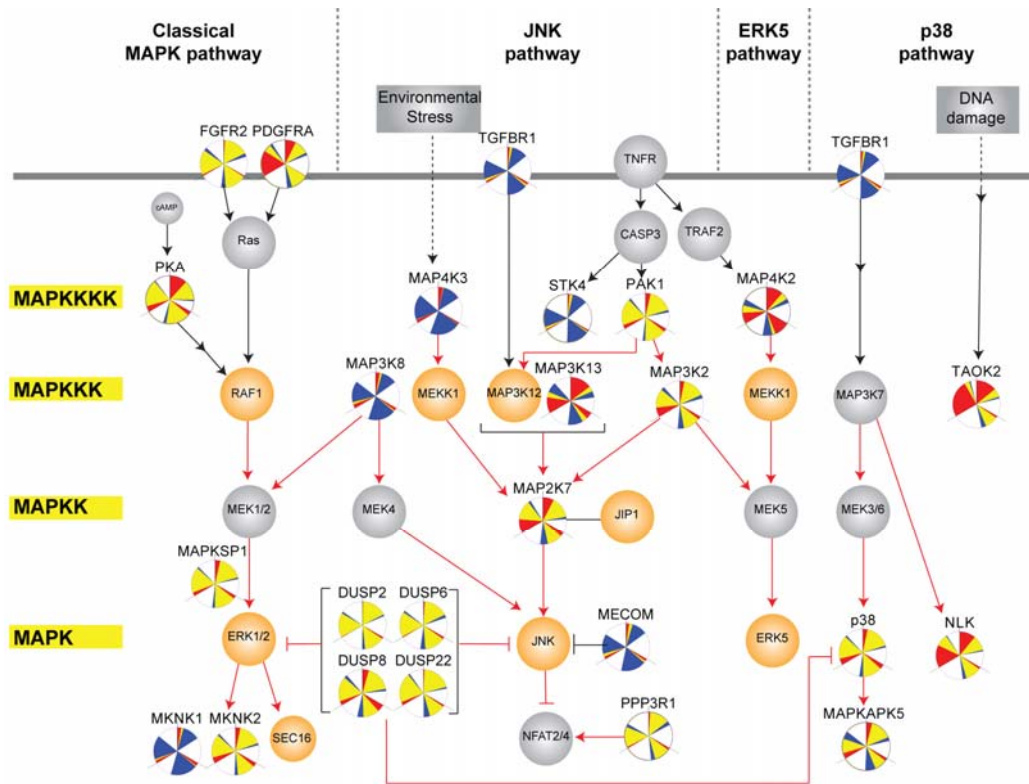 Classical
MAPK pathway
JNK
pathway
ERK5
pathway
p38
pathway
Environmental
Stress
DNA
damage
FGFR2
PDGFRA
TGFBR1
TNFR
TGFBR1
cAMP
Ras
CASP3
TRAF2
PKA
MAP4K3
STK4
PAK1
MAP4K2
MAPKKKK
MAP3K8
MAP3K13
MAP3K2
TAOK2
MAPKKK
RAF1
MEKK1
MAP3K12
MEKK1
MAP3K7
MAP2K7
MAPKK
MEK1/2
MEK4
JIP1
MEK5
MEK3/6
MAPKSP1
DUSP2
DUSP6
MECOM
p38
NLK
MAPK
ERK1/2
JNK
ERK5
DUSP8
DUSP22
MKNK1
MKNK2
SEC16
NFAT2/4
PPP3R1
MAPKAPK5